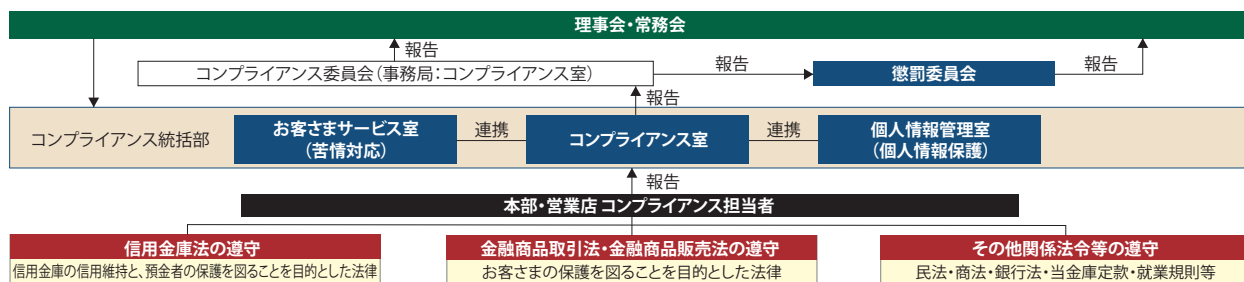 理事会・常務会
報告
コンプライアンス委員会（事務局：コンプライアンス室）
報告
懲罰委員会
報告
報告
コンプライアンス統括部
お客さまサービス室
（苦情対応）
連携
コンプライアンス室
連携
個人情報管理室
（個人情報保護）
報告
本部・営業店 コンプライアンス担当者
信用金庫法の遵守
信用金庫の信用維持と、預金者の保護を図ることを目的とした法律
金融商品取引法・金融商品販売法の遵守
お客さまの保護を図ることを目的とした法律
その他関係法令等の遵守
民法・商法・銀行法・当金庫定款・就業規則等